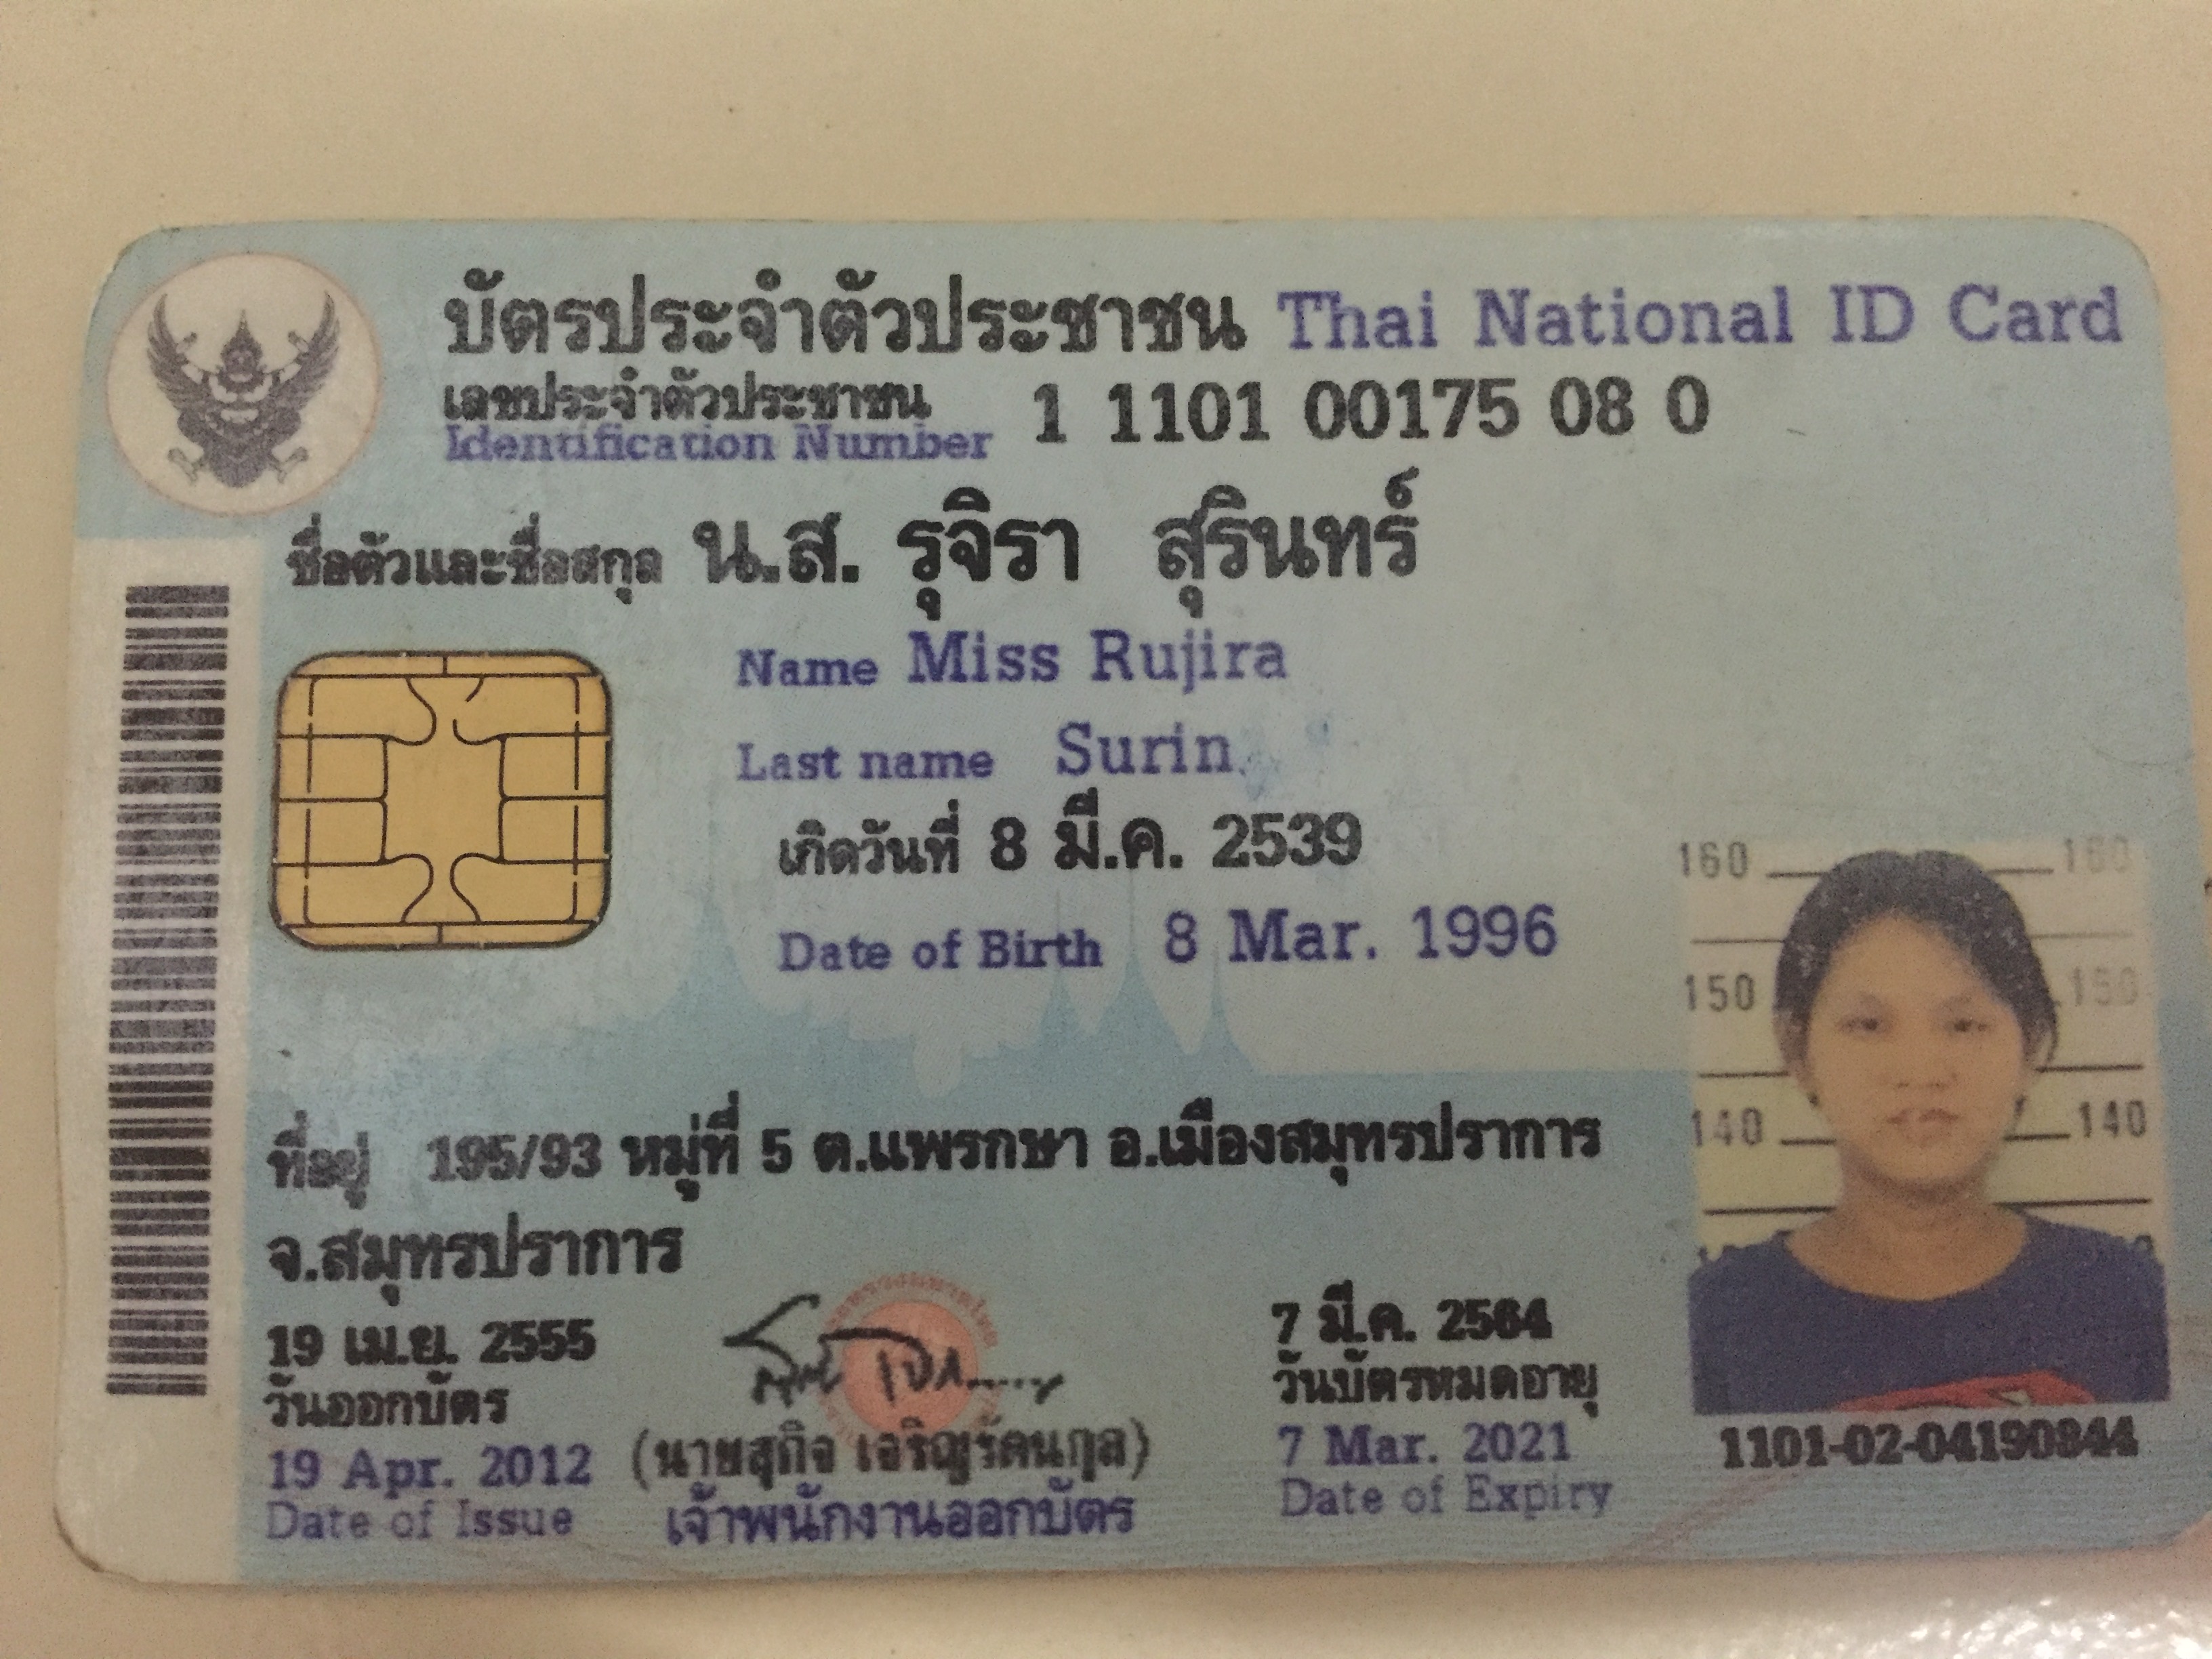 บัตรประจำตัวประชาชน Thai National ID Card
เลขประจำตัวประชาชน
Identification Number
1 1101 00175 08 0
ชื่อตัวและชื่อสกุล น.ส. รุจิรา สุรินทร์
Name Miss Rujira
Last name Surin
เกิดวันที่ 8 มี.ค. 2539
Date of Birth 8 Mar. 1996
160
160
150
150
140
140
ที่อยู่ 195/93 หมู่ที่ 5 ต.แพรกษา อ.เมืองสมุทรปราการ
จ.สมุทรปราการ
19 เม.ย. 2555
วันออกบัตร
19 Apr. 2012
Date of Issue
(นายสุกิจ เจริญรัตนกุล)
เจ้าพนักงานออกบัตร
7 มี.ค. 2564
วันบัตรหมดอายุ
7 Mar. 2021
Date of Expiry
1101-02-04190844